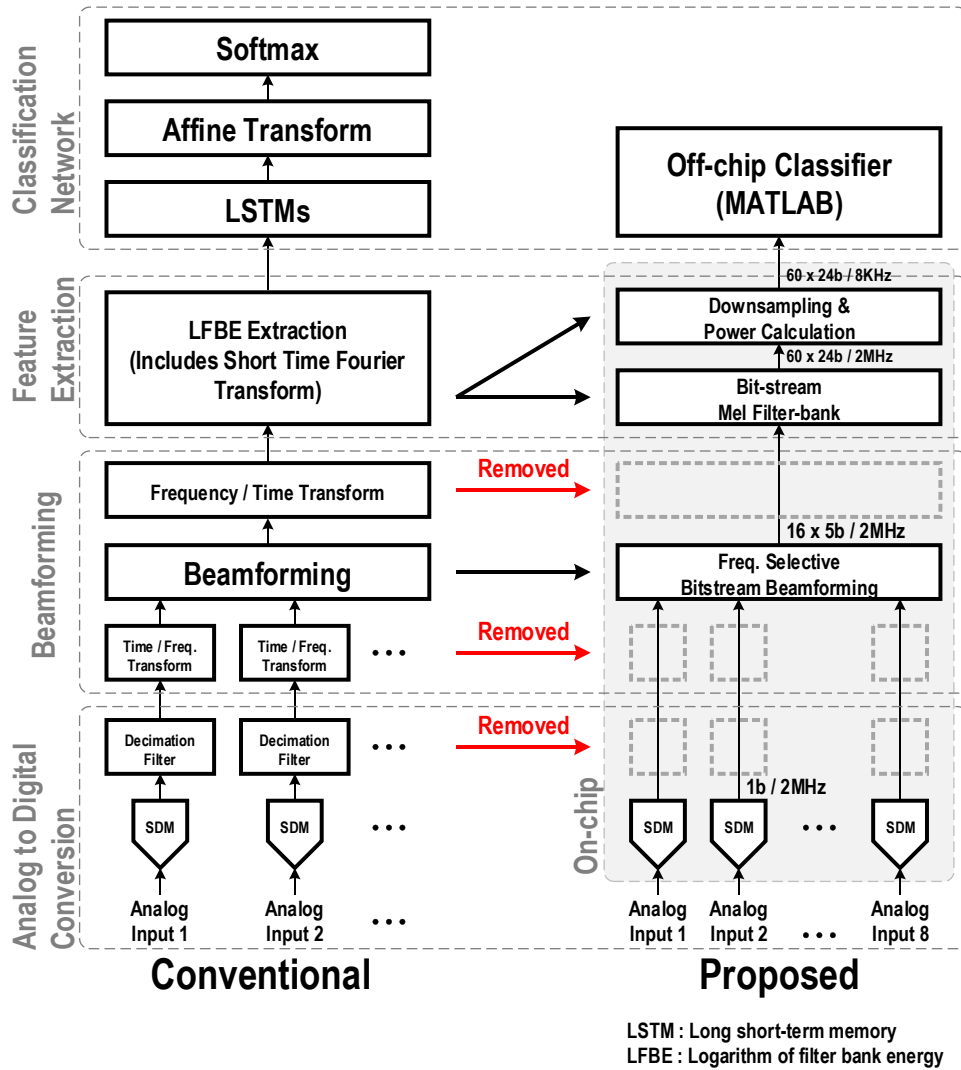 Classification
Network
Softmax
Affine Transform
LSTMs
Off-chip Classifier
(MATLAB)
60 x 24b / 8KHz
Feature
Extraction
LFBE Extraction
(Includes Short Time Fourier
Transform)
Downsampling &
Power Calculation
60 x 24b / 2MHz
Bit-stream
Mel Filter-bank
Beamforming
Frequency / Time Transform
Removed
16 x 5b / 2MHz
Beamforming
Freq. Selective
Bitstream Beamforming
Time / Freq.
Transform
Time / Freq.
Transform
...
Removed
Analog to Digital
Conversion
Decimation
Filter
Decimation
Filter
...
Removed
On-chip
1b / 2MHz
SDM
SDM
...
SDM
SDM
...
SDM
Analog
Input 1
Analog
Input 2
...
Analog
Input 1
Analog
Input 2
...
Analog
Input 8
Conventional
Proposed
LSTM : Long short-term memory
LFBE : Logarithm of filter bank energy